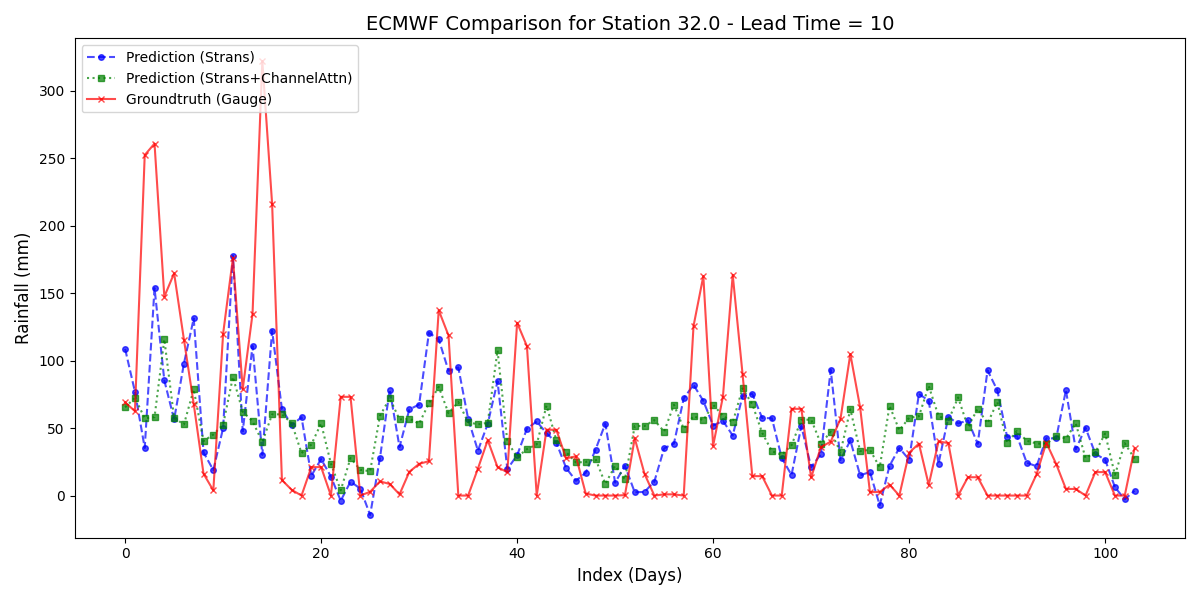 ECMWF Comparison for Station 32.0 - Lead Time = 10
Prediction (Strans)
Prediction (Strans+ChannelAttn)
Groundtruth (Gauge)
Rainfall (mm)
300
250
200
150
100
50
0
0 20 40 60 80 100
Index (Days)